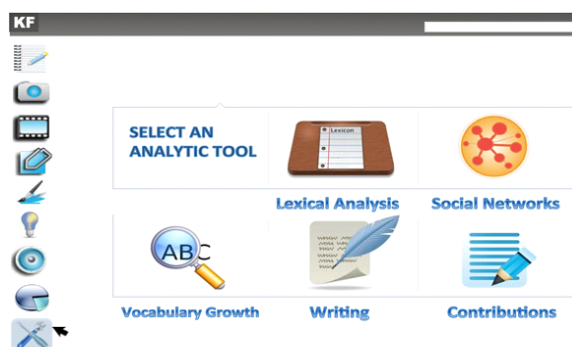 KF
SELECT AN
ANALYTIC TOOL
Lexicon
Lexical Analysis
Social Networks
ABC
Vocabulary Growth
Writing
Contributions